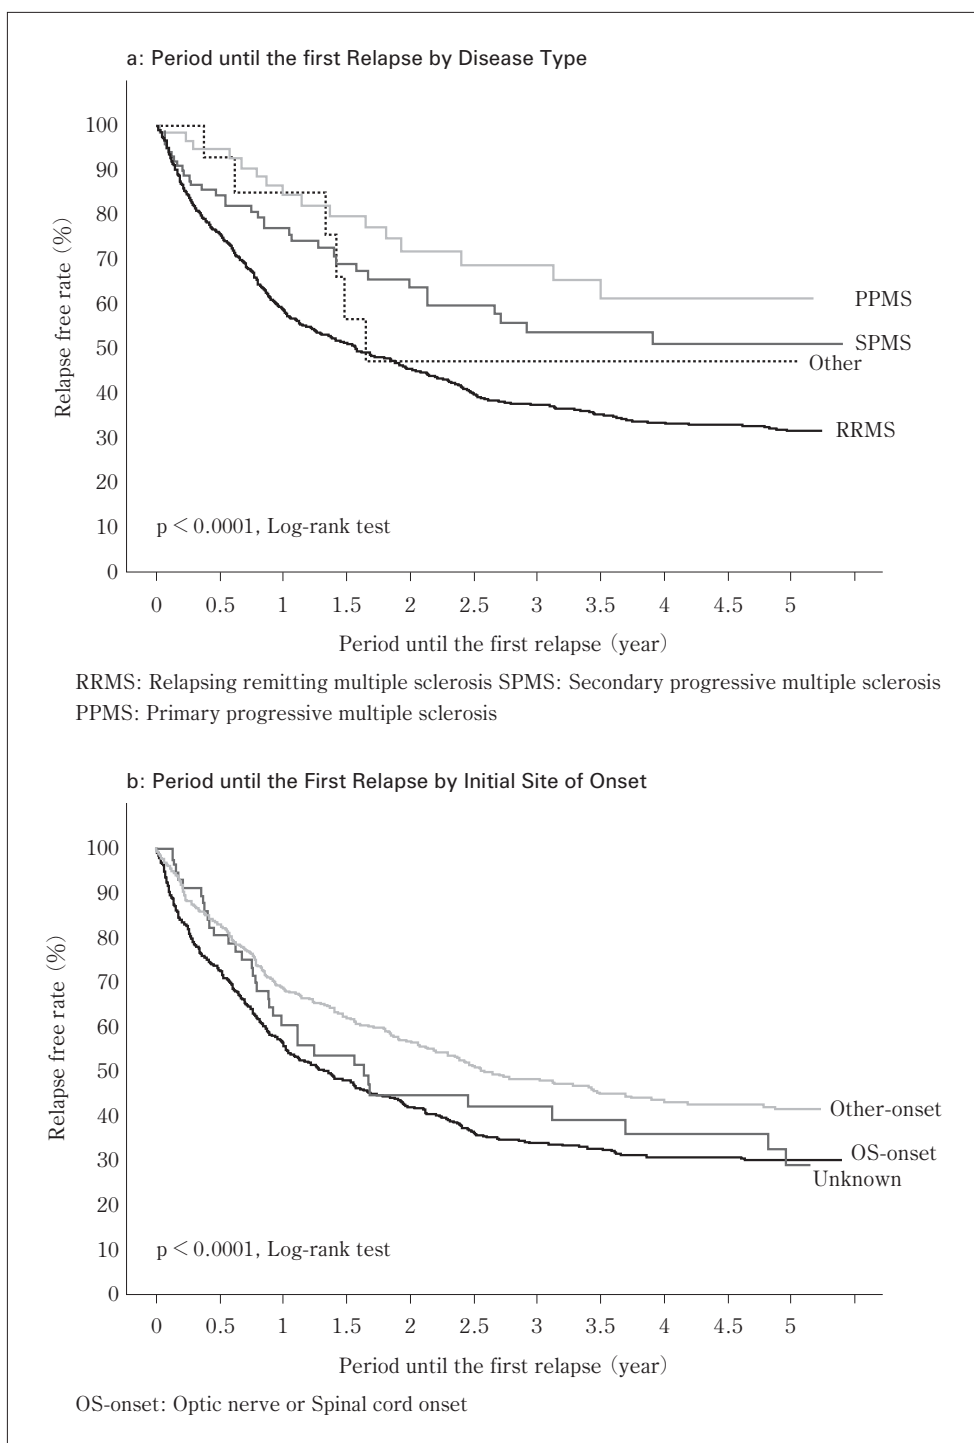 a: Period until the first Relapse by Disease Type
Relapse free rate (%)
100
90
80
70
60
50
40
30
20
10
0
PPMS
SPMS
Other
RRMS
p < 0.0001, Log-rank test
0 0.5 1 1.5 2 2.5 3 3.5 4 4.5 5
Period until the first relapse (year)
RRMS: Relapsing remitting multiple sclerosis SPMS: Secondary progressive multiple sclerosis
PPMS: Primary progressive multiple sclerosis
b: Period until the First Relapse by Initial Site of Onset
Relapse free rate (%)
100
90
80
70
60
50
40
30
20
10
0
Other-onset
OS-onset
Unknown
p < 0.0001, Log-rank test
0 0.5 1 1.5 2 2.5 3 3.5 4 4.5 5
Period until the first relapse (year)
OS-onset: Optic nerve or Spinal cord onset